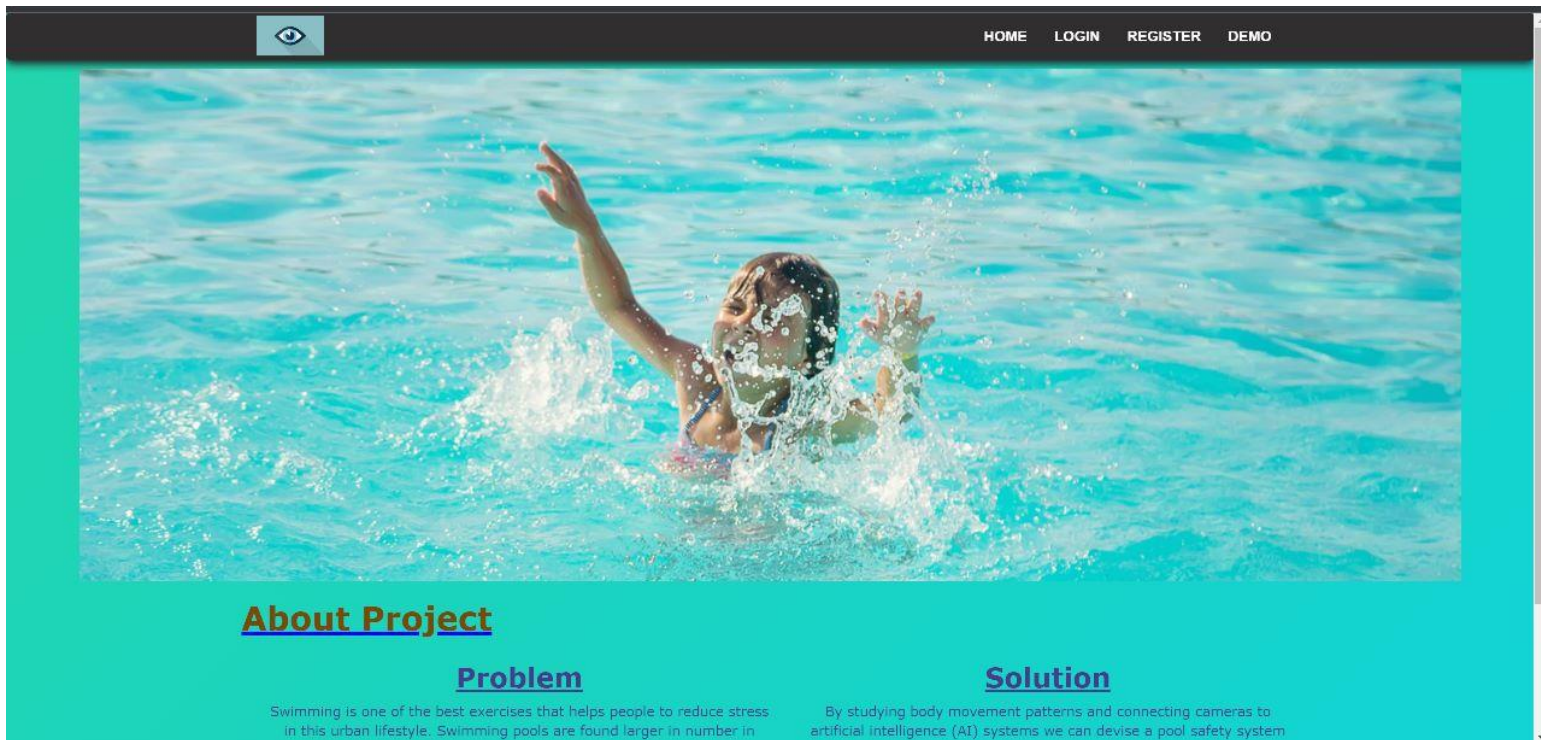 HOME LOGIN REGISTER DEMO
About Project
Problem
Swimming is one of the best exercises that helps people to reduce stress
in this urban lifestyle. Swimming pools are found larger in number in
Solution
By studying body movement patterns and connecting cameras to
artificial intelligence (AI) systems we can devise a pool safety system